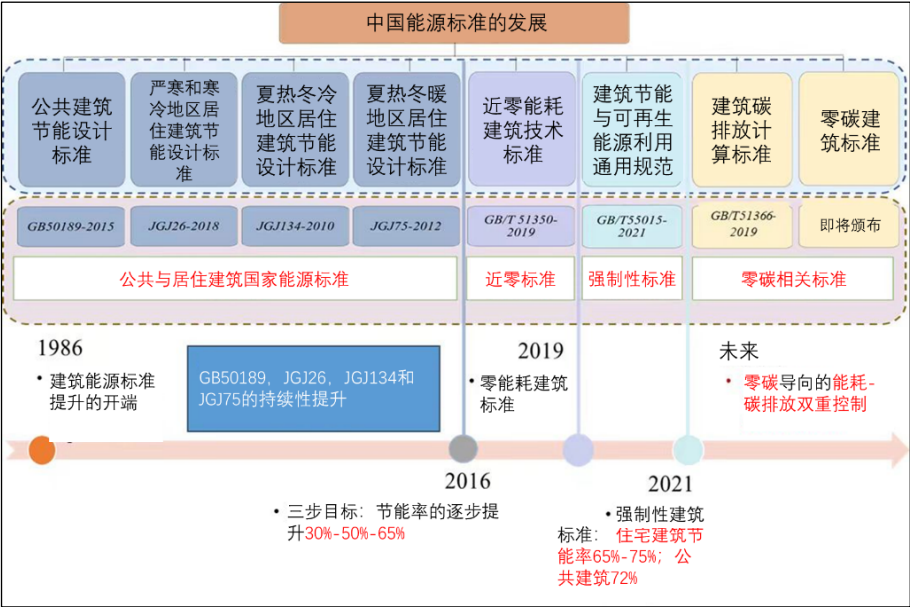 中国能源标准的发展
公共建筑
节能设计
标准
严寒和寒
冷地区居
住建筑节
能设计标
准
夏热冬冷
地区居住
建筑节能
设计标准
夏热冬暖
地区居住
建筑节能
设计标准
近零能耗
建筑技术
标准
建筑节能
与可再生
能源利用
通用规范
建筑碳
排放计
算标准
零碳建
筑标准
GB50189-2015
JGJ26-2018
JGJ134-2010
JGJ75-2012
GB/T 51350-
2019
GB/T55015-
2021
GB/T51366-
2019
即将颁布
公共与居住建筑国家能源标准
近零标准
强制性标准
零碳相关标准
1986
• 建筑能源标准
提升的开端
GB50189，JGJ26，JGJ134和
JGJ75的持续性提升
2019
• 零能耗建筑
标准
未来
• 零碳导向的能耗-
碳排放双重控制
2016
• 三步目标：节能率的逐步提
升30%-50%-65%
2021
• 强制性建筑
标准： 住宅建筑节
能率65%-75%；公
共建筑72%